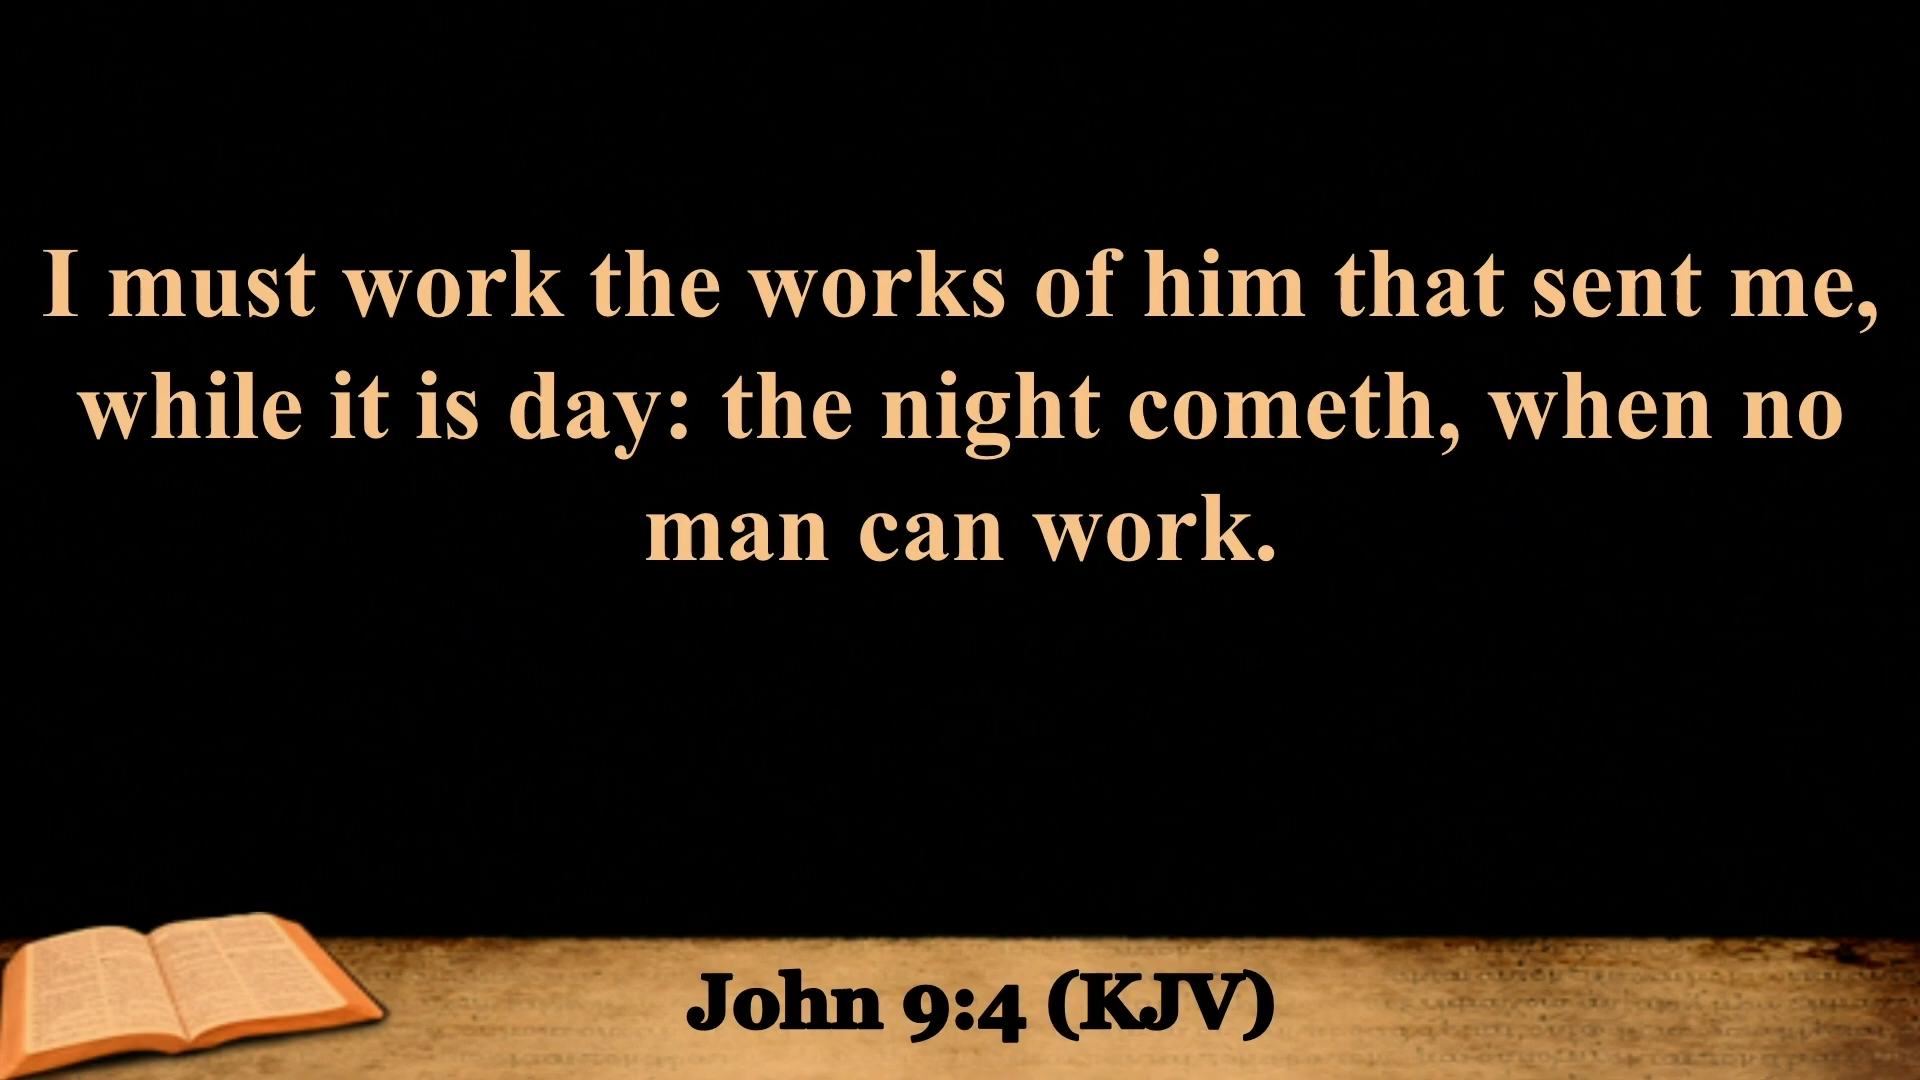 I must work the works of him that sent me,
while it is day: the night cometh, when no
man can work.
John 9:4 (KJV)